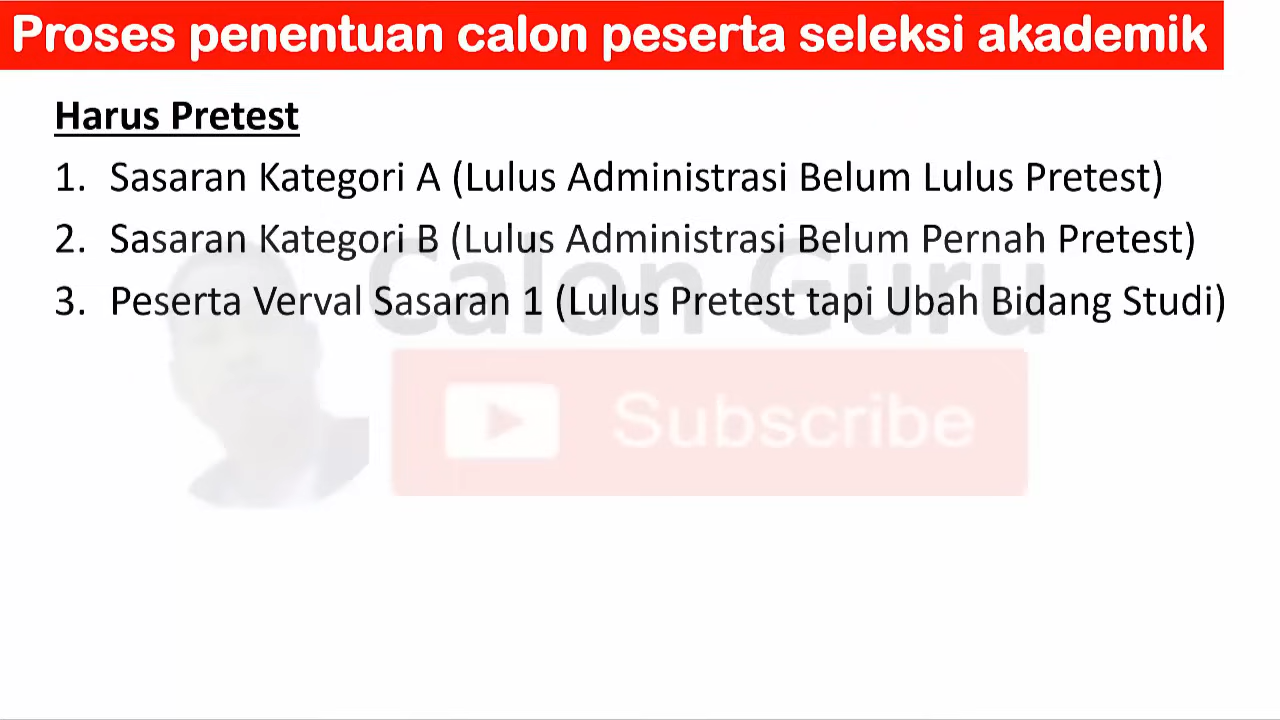 Proses penentuan calon peserta seleksi akademik
Harus Pretest
1. Sasaran Kategori A (Lulus Administrasi Belum Lulus Pretest)
2. Sasaran Kategori B (Lulus Administrasi Belum Pernah Pretest)
3. Peserta Verval Sasaran 1 (Lulus Pretest tapi Ubah Bidang Studi)
Calon Guru
Subscribe